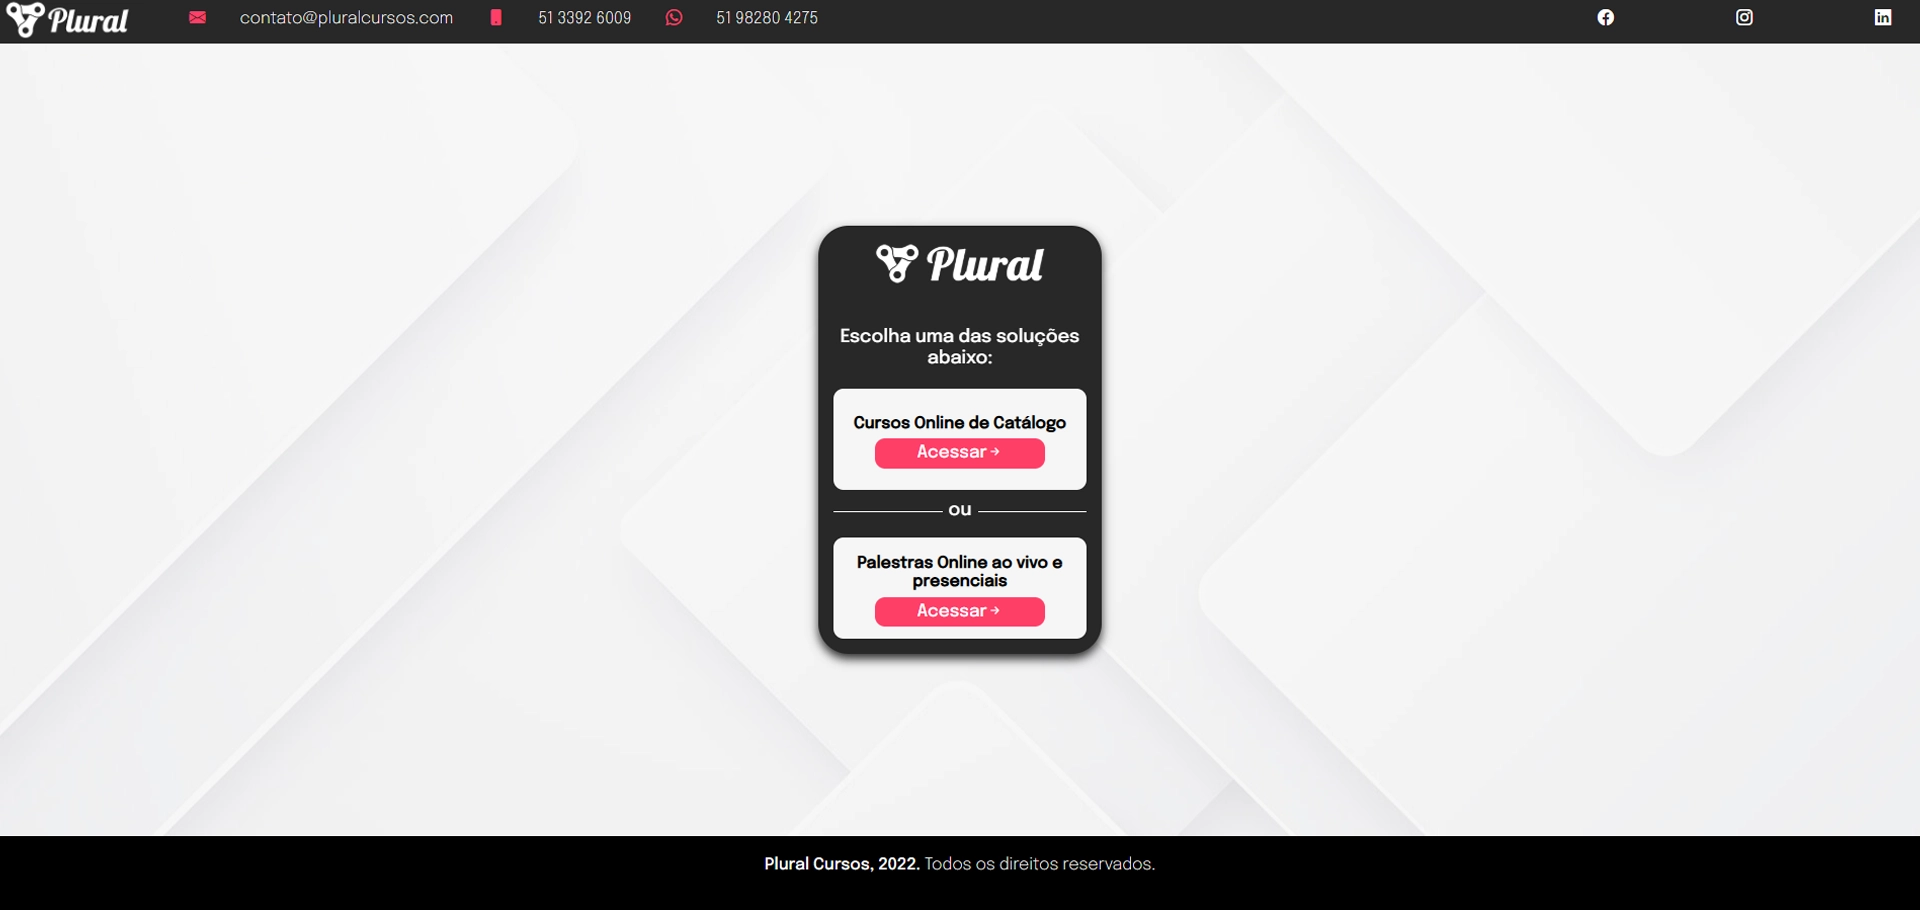 Plural
contato@pluralcursos.com
51 3392 6009
51 98280 4275
Plural
Escolha uma das soluções
abaixo:
Cursos Online de Catálogo
Acessar →
ou
Palestras Online ao vivo e
presenciais
Acessar →
Plural Cursos, 2022. Todos os direitos reservados.